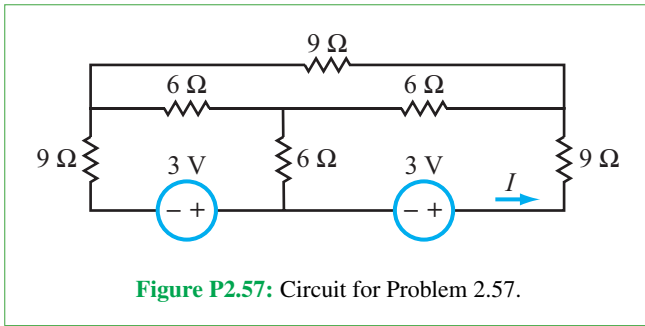 9 Ω
6 Ω
6 Ω
9 Ω
3 V
6 Ω
3 V
I
9 Ω
− +
− +
Figure P2.57: Circuit for Problem 2.57.